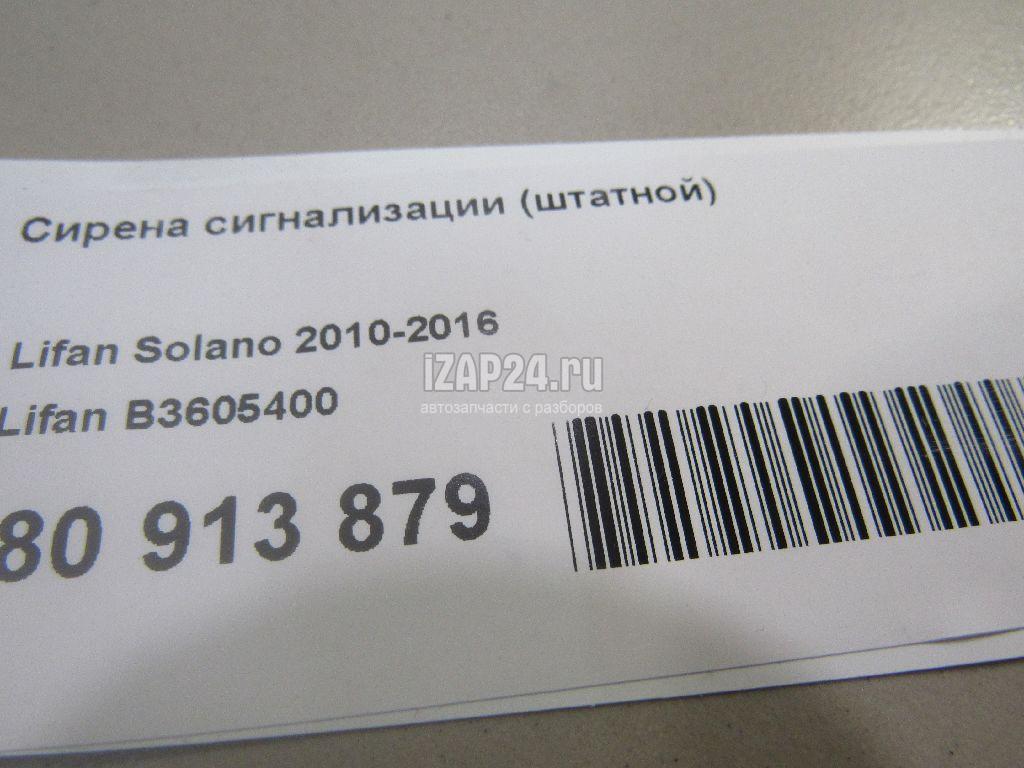 Сирена сигнализации (штатной)
Lifan Solano 2010-2016
Lifan B3605400
80 913 879
iZAP24.ru
автозапчасти с разборов